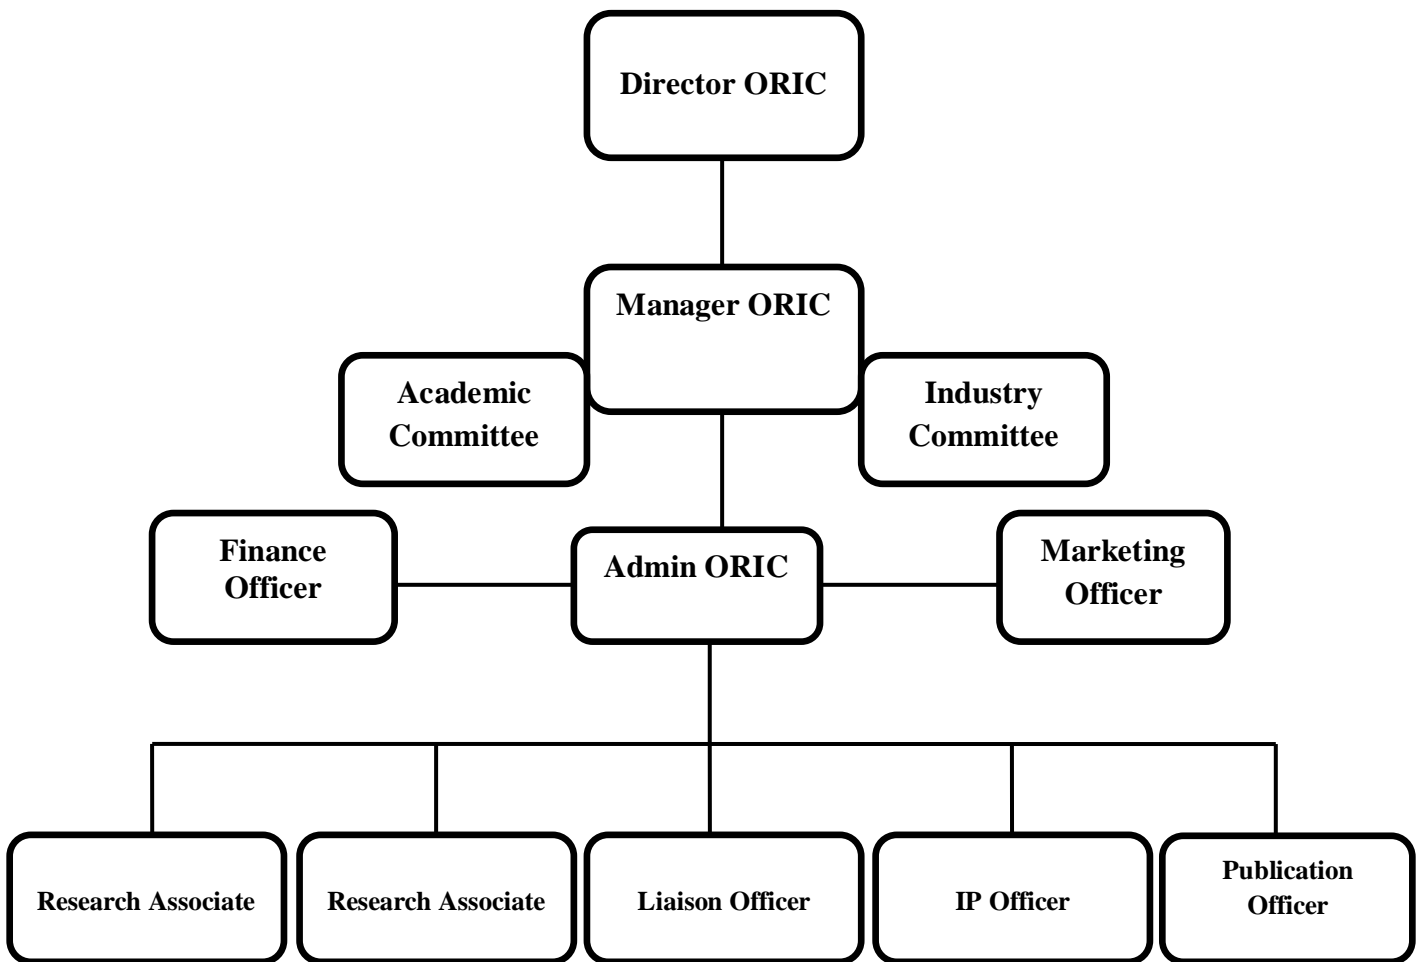 Director ORIC
Manager ORIC
Academic
Committee
Industry
Committee
Finance
Officer
Admin ORIC
Marketing
Officer
Research Associate
Research Associate
Liaison Officer
IP Officer
Publication
Officer